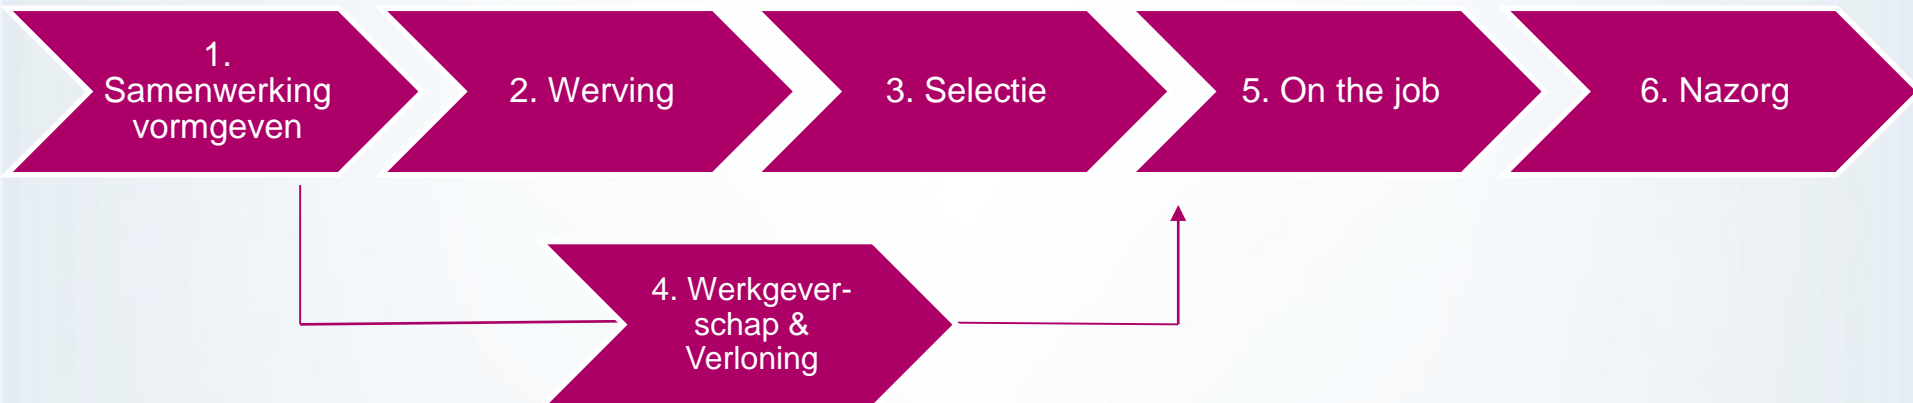 1.
Samenwerking
vormgeven
2. Werving
3. Selectie
5. On the job
6. Nazorg
4. Werkgever-
schap &
Verloning